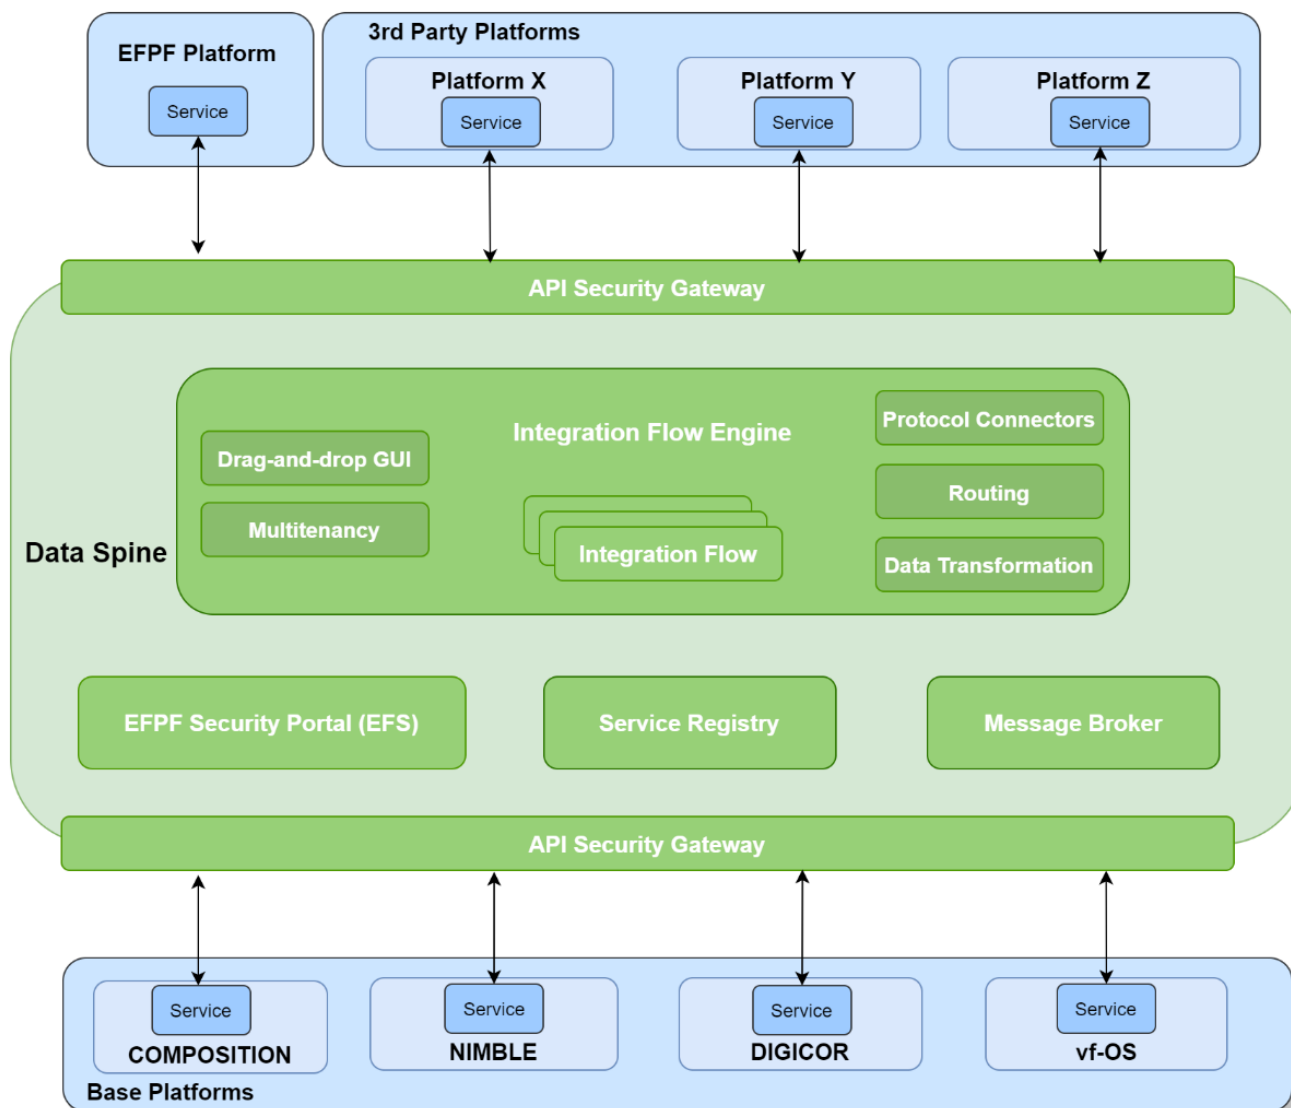 EFPF Platform
Service
3rd Party Platforms
Platform X
Service
Platform Y
Service
Platform Z
Service
API Security Gateway
Data Spine
Integration Flow Engine
Drag-and-drop GUI
Multitenancy
Integration Flow
Protocol Connectors
Routing
Data Transformation
EFPF Security Portal (EFS)
Service Registry
Message Broker
API Security Gateway
Service
COMPOSITION
Service
NIMBLE
Service
DIGICOR
Service
vf-OS
Base Platforms